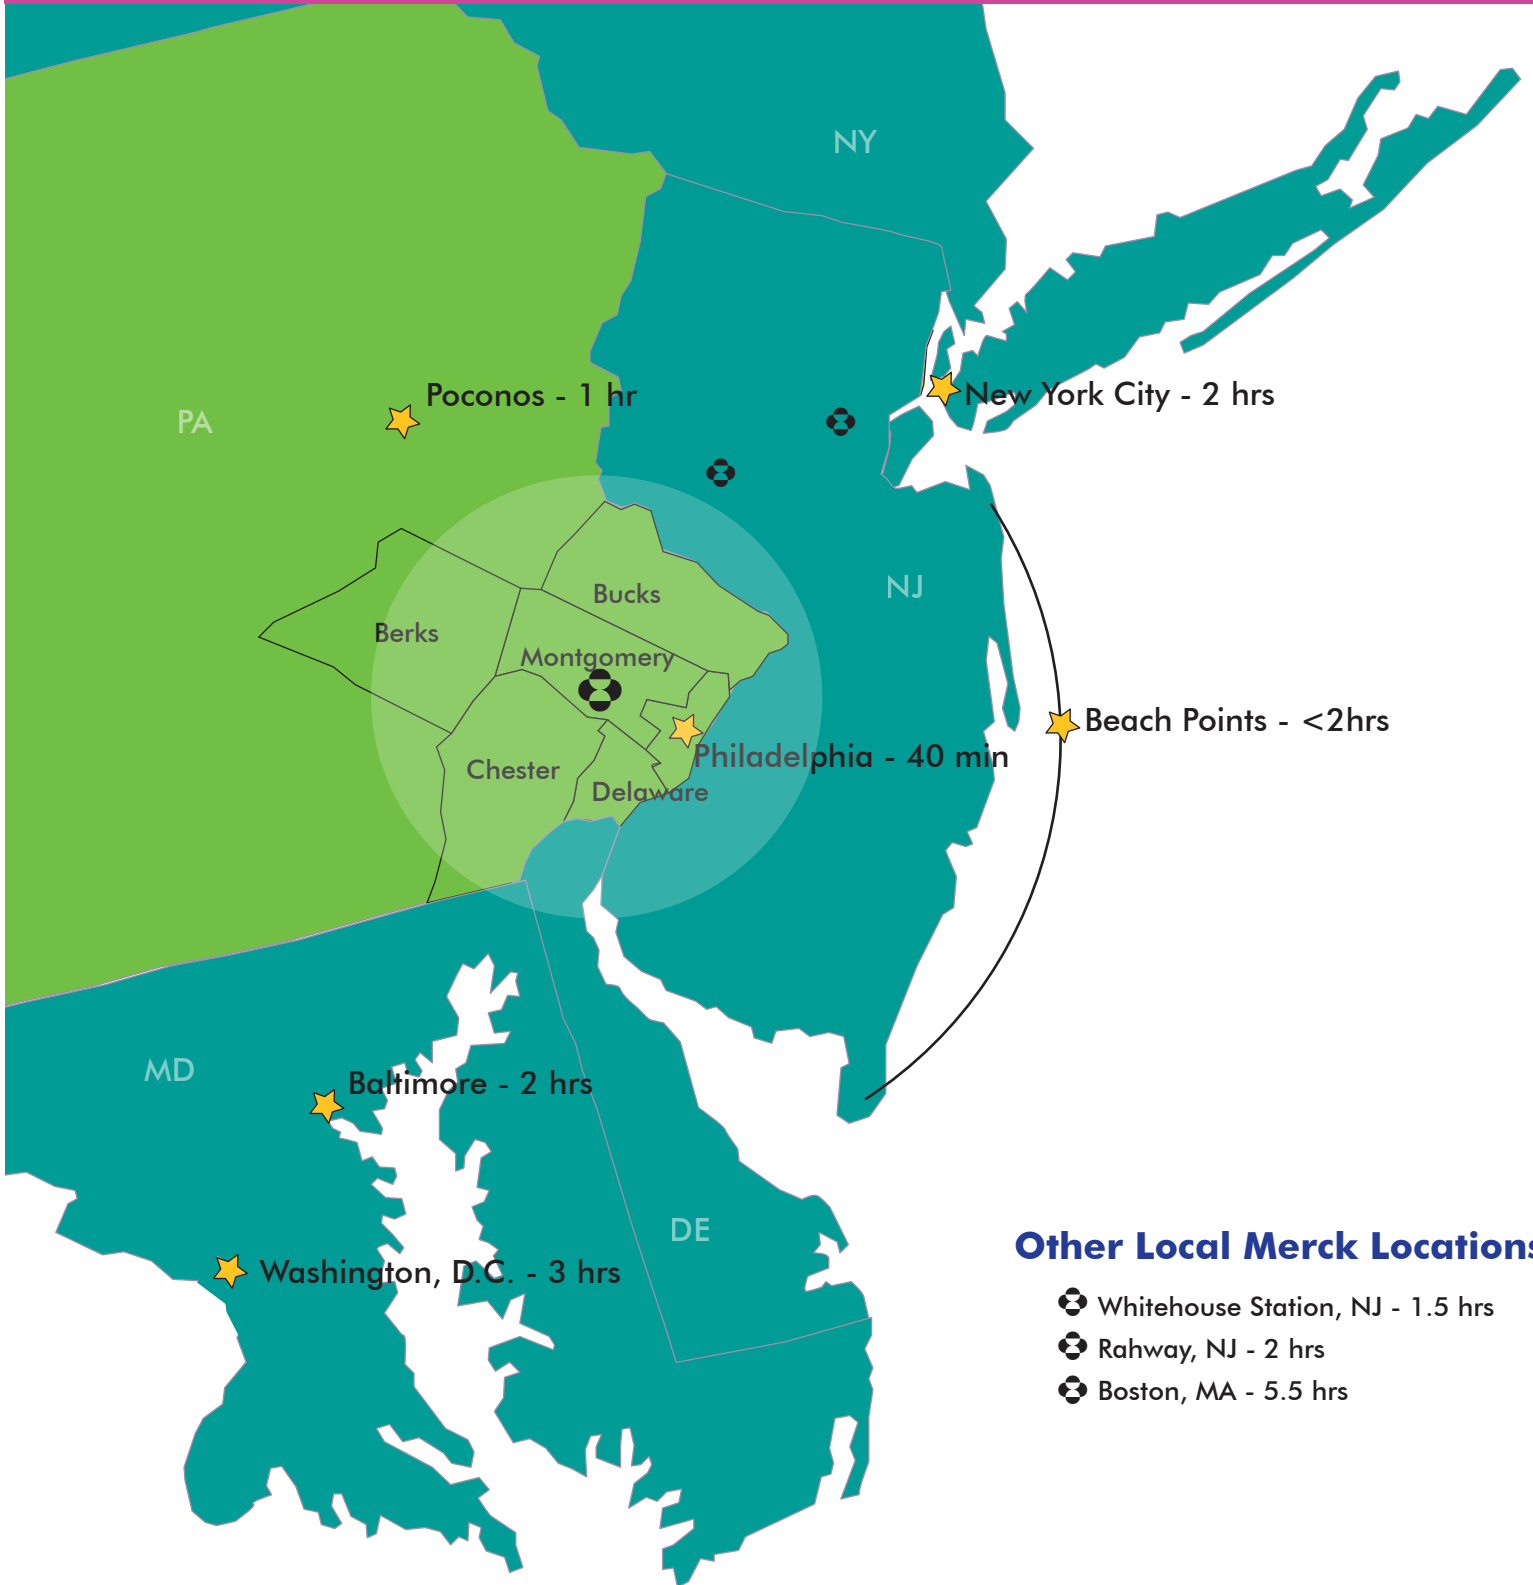 NY
Poconos - 1 hr
New York City - 2 hrs
PA
NJ
Bucks
Berks
Montgomery
Beach Points - <2hrs
Philadelphia - 40 min
Chester
Delaware
MD
Baltimore - 2 hrs
DE
Washington, D.C. - 3 hrs
Other Local Merck Locations
Whitehouse Station, NJ - 1.5 hrs
Rahway, NJ - 2 hrs
Boston, MA - 5.5 hrs